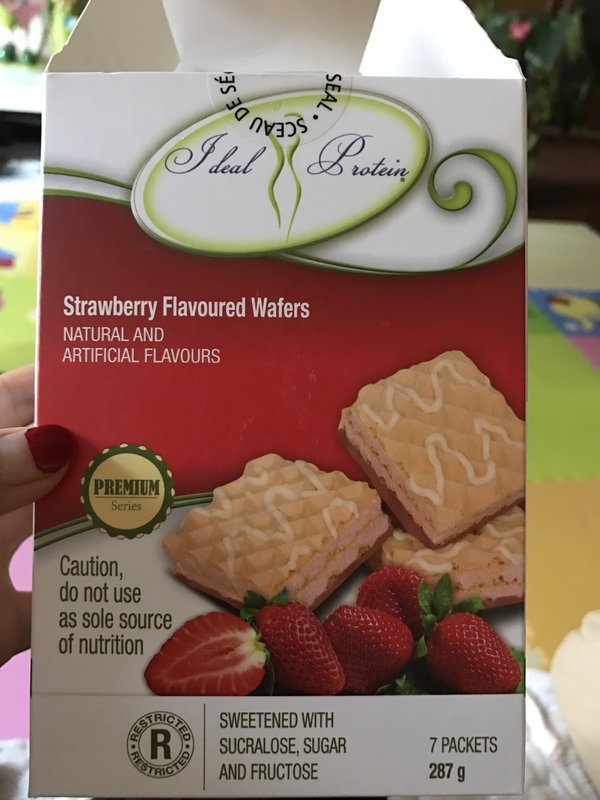 SCEAU DE SÉ
SEAL •
Ideal Protein
Strawberry Flavoured Wafers
NATURAL AND
ARTIFICIAL FLAVOURS
PREMIUM
Series
Caution,
do not use
as sole source
of nutrition
RESTRICTED
R
RESTRICTED
SWEETENED WITH
SUCRALOSE, SUGAR
AND FRUCTOSE
7 PACKETS
287 g